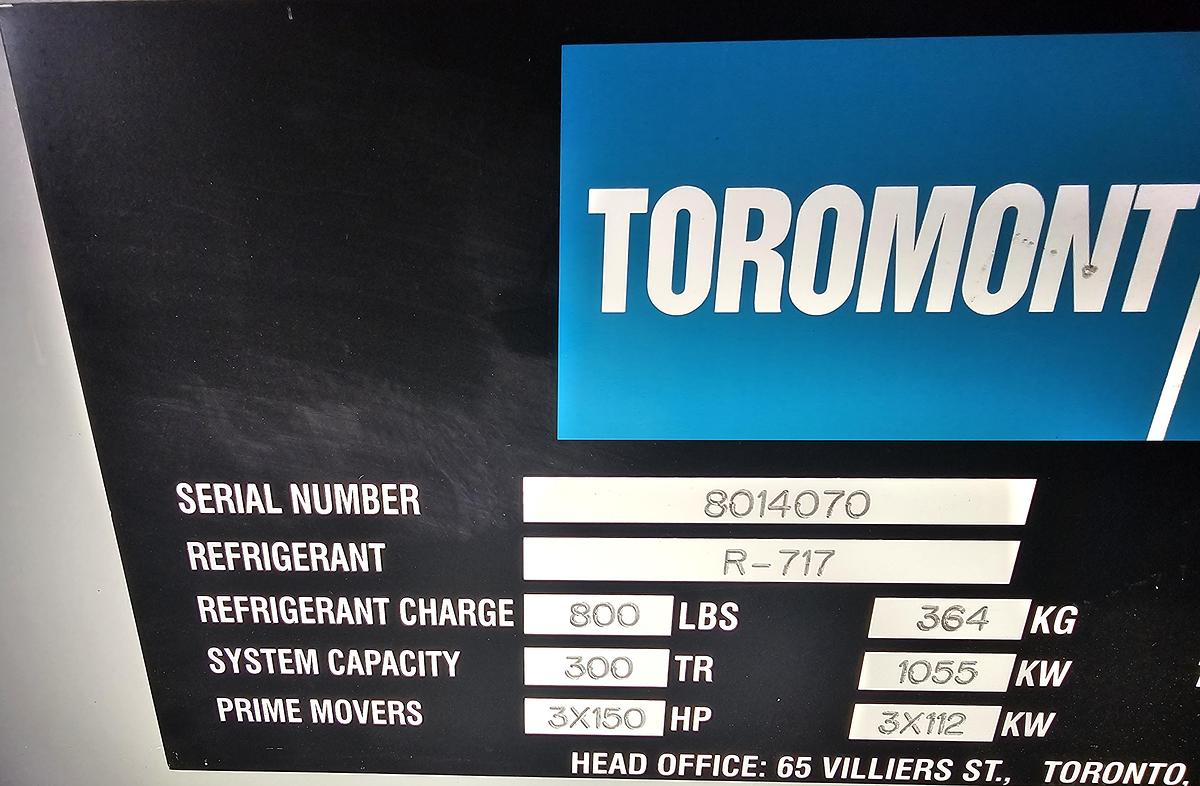 TOROMONT
SERIAL NUMBER 8014070
REFRIGERANT R-717
REFRIGERANT CHARGE 800 LBS 364 KG
SYSTEM CAPACITY 300 TR 1055 KW
PRIME MOVERS 3X150 HP 3X112 KW
HEAD OFFICE: 65 VILLIERS ST., TORONTO,